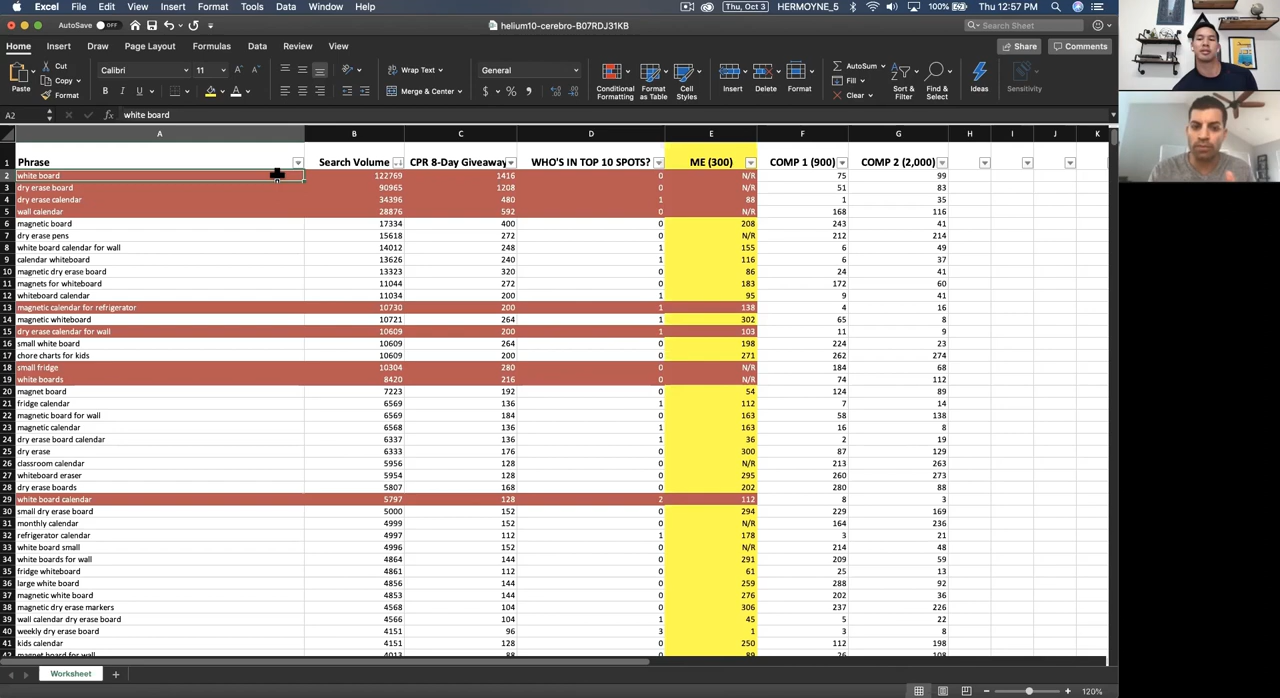 Excel File Edit View Insert Format Tools Data Window Help 100% Thu, Oct 3 HERMOYNE_5 Thu 12:57 PM
AutoSave OFF helium10-cerebro-B07RDJ31KB Search Sheet
Home Insert Draw Page Layout Formulas Data Review View Share Comments
Paste Cut Copy Format Calibri 11 Wrap Text Merge & Center General Conditional Formatting Format as Table Cell Styles Insert Delete Format AutoSum Fill Clear Sort & Filter Find & Select Ideas Sensitivity
A2 fx white board
A B C D E F G H I J K
1 Phrase Search Volume CPR 8-Day Giveaway WHO'S IN TOP 10 SPOTS? ME (300) COMP 1 (900) COMP 2 (2,000)
2 white board 122769 1416 0 N/R 75 99
3 dry erase board 90965 1208 0 N/R 51 83
4 dry erase calendar 34396 480 1 88 1 35
5 wall calendar 28876 592 0 N/R 168 116
6 magnetic board 17334 400 0 208 243 41
7 dry erase pens 15618 272 0 N/R 212 214
8 white board calendar for wall 14012 248 1 155 6 49
9 calendar whiteboard 13626 240 1 116 6 37
10 magnetic dry erase board 13323 320 0 86 24 41
11 magnets for whiteboard 11044 272 0 183 172 60
12 whiteboard calendar 11034 200 1 95 9 41
13 magnetic calendar for refrigerator 10730 200 1 138 4 16
14 magnetic whiteboard 10721 264 1 302 65 8
15 dry erase calendar for wall 10609 200 1 103 11 9
16 small white board 10609 264 0 198 224 23
17 chore charts for kids 10609 200 0 271 262 274
18 small fridge 10304 280 0 N/R 184 68
19 white boards 8420 216 0 N/R 74 112
20 magnet board 7223 192 0 54 124 89
21 fridge calendar 6569 136 1 112 7 14
22 magnetic board for wall 6569 184 0 163 58 138
23 magnetic calendar 6568 136 1 163 16 8
24 dry erase board calendar 6337 136 1 36 2 19
25 dry erase 6333 176 0 300 87 129
26 classroom calendar 5956 128 0 N/R 213 263
27 whiteboard eraser 5954 128 0 295 260 273
28 dry erase boards 5807 168 0 202 280 88
29 white board calendar 5797 128 2 112 8 3
30 small dry erase board 5000 152 0 294 229 169
31 monthly calendar 4999 152 0 N/R 164 236
32 refrigerator calendar 4997 112 1 178 3 21
33 white board small 4996 152 0 N/R 214 48
34 white boards for wall 4864 144 0 291 209 59
35 fridge whiteboard 4861 112 0 61 25 13
36 large white board 4856 144 0 259 288 92
37 magnetic white board 4853 144 0 276 202 36
38 magnetic dry erase markers 4568 104 0 306 237 226
39 wall calendar dry erase board 4566 104 1 45 5 22
40 weekly dry erase board 4151 96 3 1 3 8
41 kids calendar 4151 128 0 250 112 198
42 magnet board for wall 4013 88 0 89 26 108
Worksheet
120%